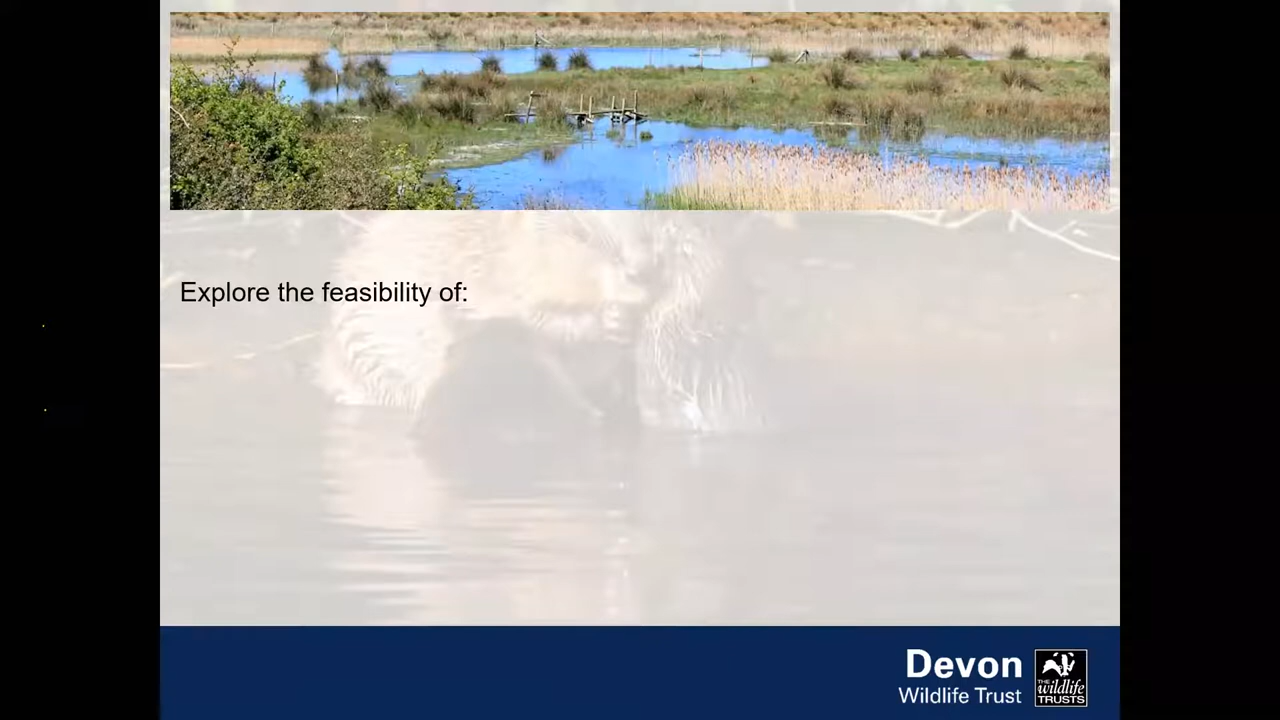 Explore the feasibility of:
Devon
Wildlife Trust
THE
wildlife
TRUSTS